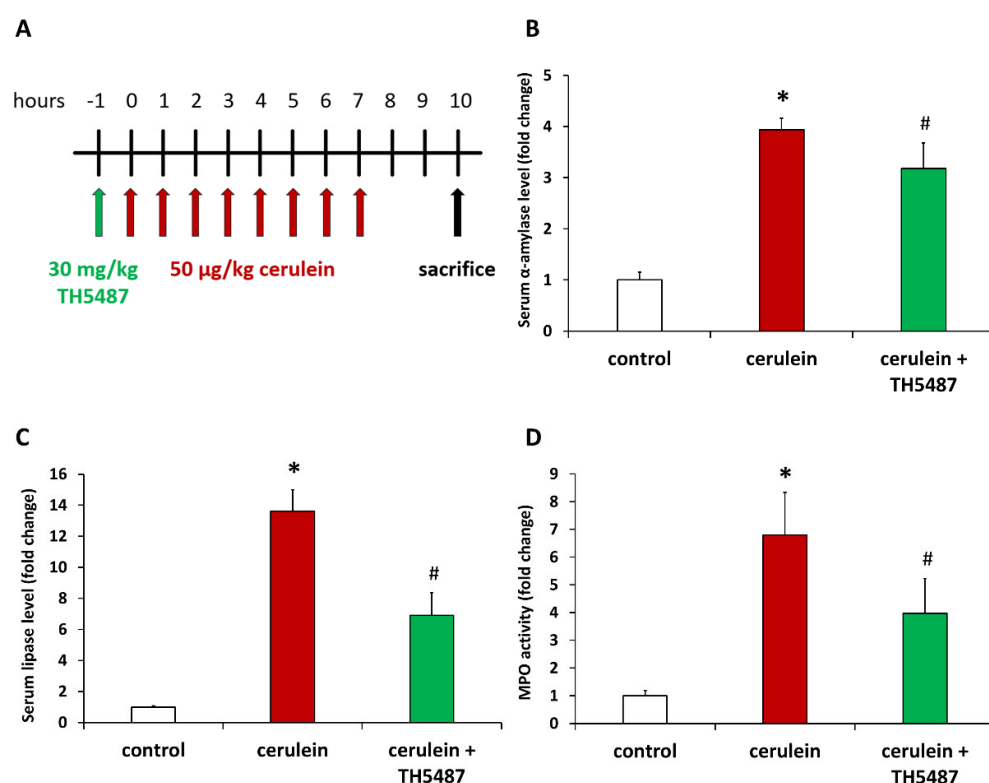 A
hours -1 0 1 2 3 4 5 6 7 8 9 10
30 mg/kg
TH5487
50 µg/kg cerulein
sacrifice
B
Serum α-amylase level (fold change)
5
4
3
2
1
0
*
#
control
cerulein
cerulein +
TH5487
C
Serum lipase level (fold change)
16
14
12
10
8
6
4
2
0
*
#
control
cerulein
cerulein +
TH5487
D
MPO activity (fold change)
9
8
7
6
5
4
3
2
1
0
*
#
control
cerulein
cerulein +
TH5487